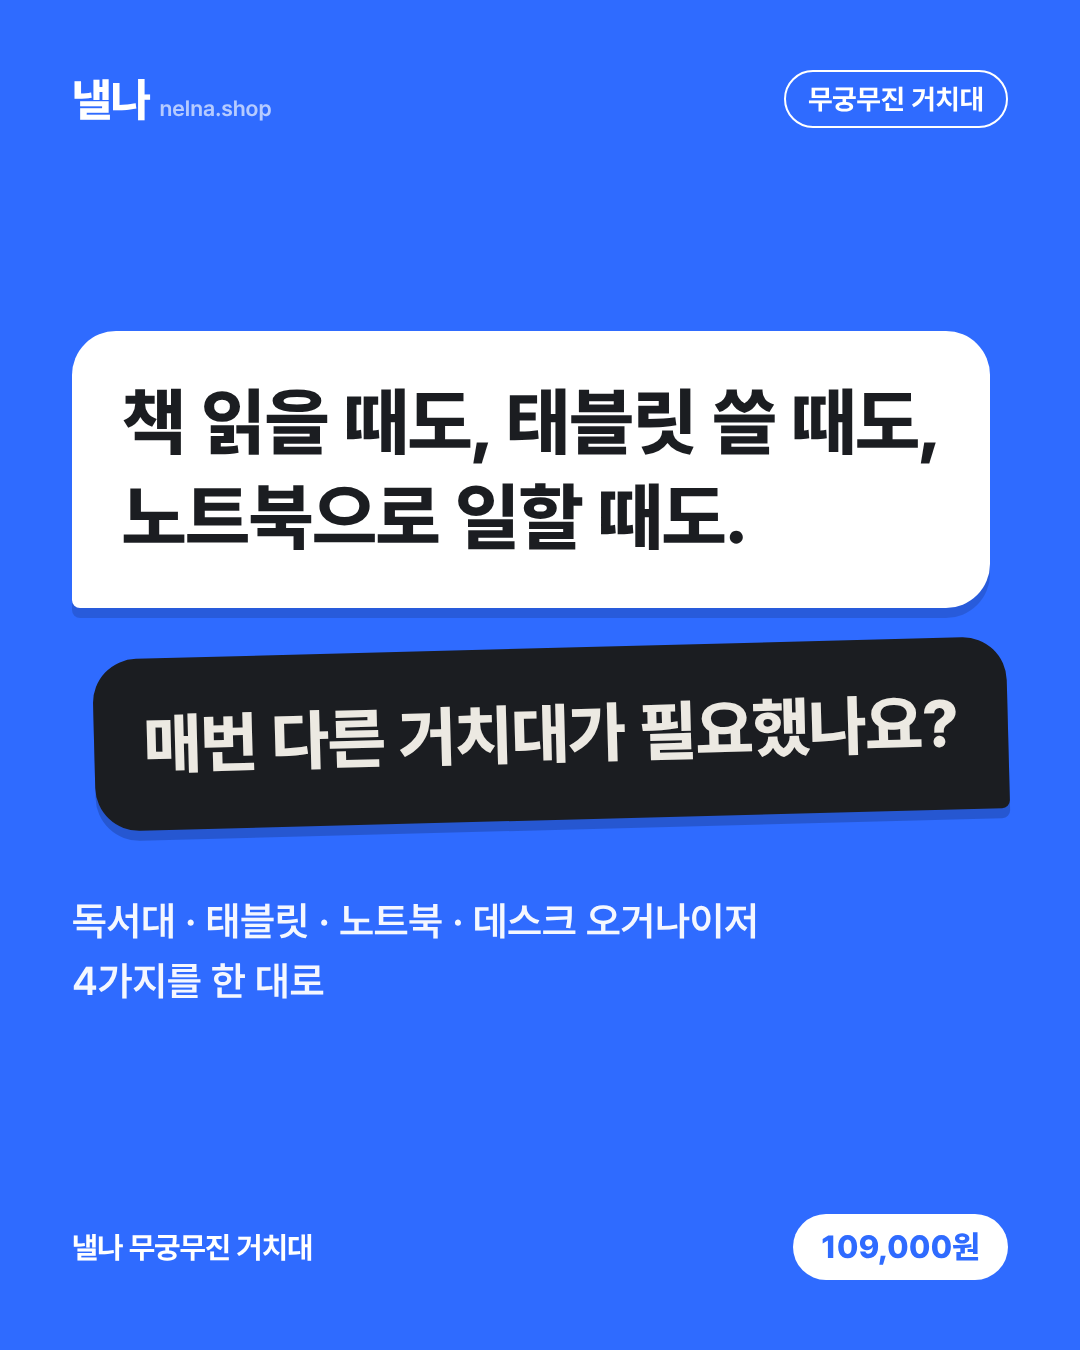 낼나 nelna.shop
무궁무진 거치대
책 읽을 때도, 태블릿 쓸 때도,
노트북으로 일할 때도.
매번 다른 거치대가 필요했나요?
독서대 · 태블릿 · 노트북 · 데스크 오거나이저
4가지를 한 대로
낼나 무궁무진 거치대
109,000원